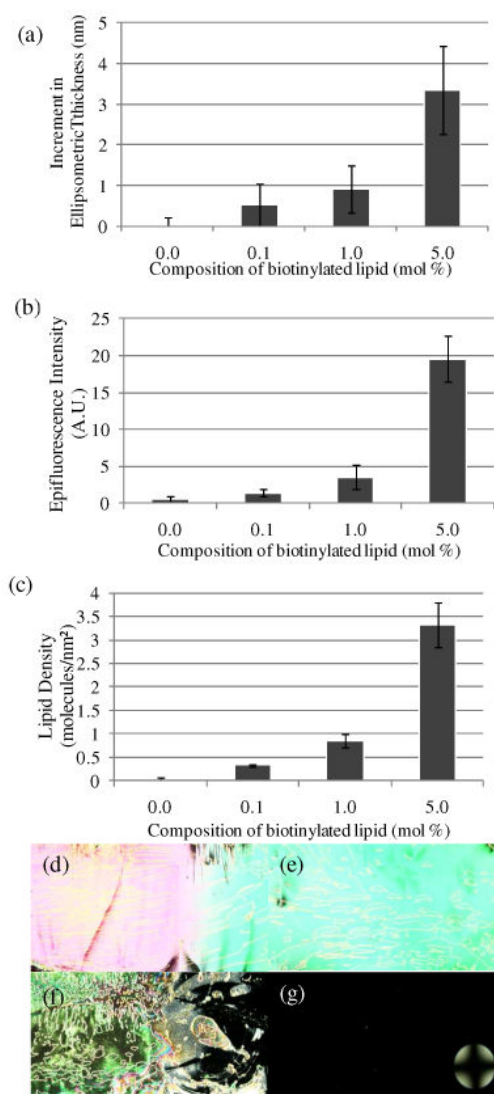 (a)
Increment in
EllipsometricTthickness (nm)
5
4
3
2
1
0
0.0 0.1 1.0 5.0
Composition of biotinylated lipid (mol %)
(b)
Epifluorescence Intensity
(A.U.)
25
20
15
10
5
0
0.0 0.1 1.0 5.0
Composition of biotinylated lipid (mol %)
(c)
Lipid Density
(molecules/nm²)
4
3.5
3
2.5
2
1.5
1
0.5
0
0.0 0.1 1.0 5.0
Composition of biotinylated lipid (mol %)
(d) (e)
(f) (g)